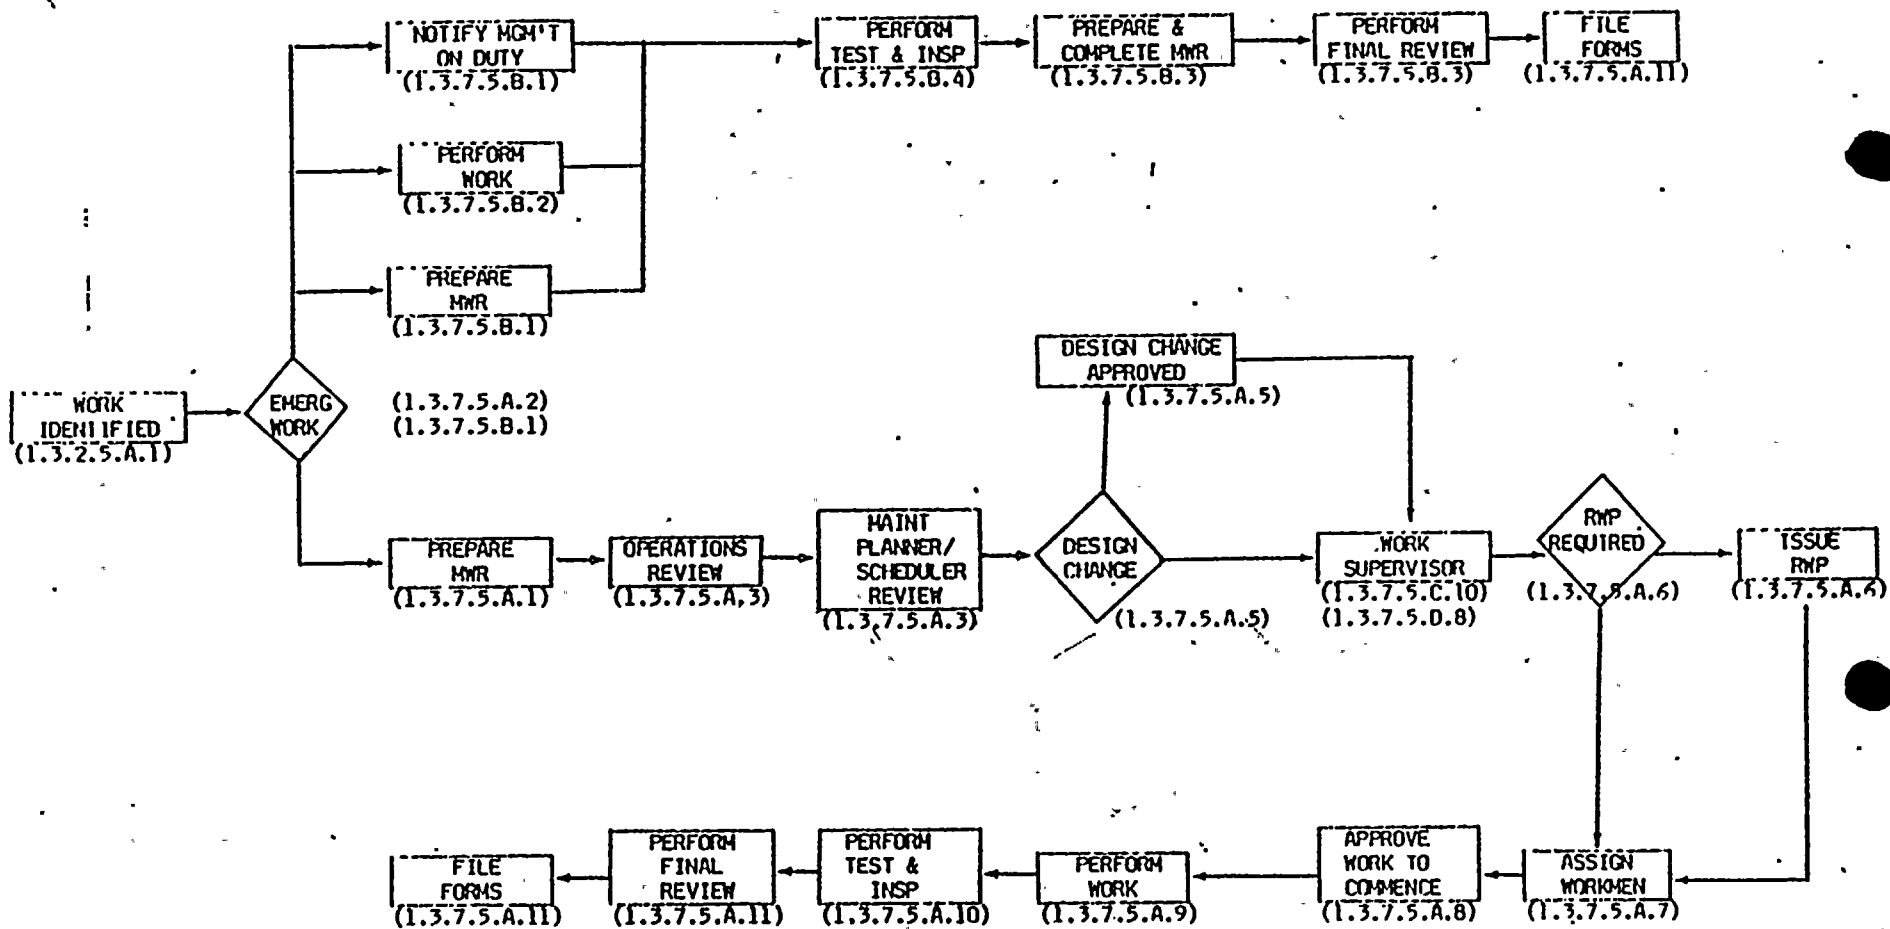 NOTIFY MGM'T
ON DUTY
(1.3.7.5.B.1)
PERFORM
TEST & INSP
(1.3.7.5.B.4)
PREPARE &
COMPLETE MWR
(1.3.7.5.B.3)
PERFORM
FINAL REVIEW
(1.3.7.5.B.3)
FILE
FORMS
(1.3.7.5.A.11)
PERFORM
WORK
(1.3.7.5.B.2)
PREPARE
MWR
(1.3.7.5.B.1)
WORK
IDENTIFIED
(1.3.2.5.A.1)
EMERG
WORK
(1.3.7.5.A.2)
(1.3.7.5.B.1)
DESIGN CHANGE
APPROVED
(1.3.7.5.A.5)
PREPARE
MWR
(1.3.7.5.A.1)
OPERATIONS
REVIEW
(1.3.7.5.A,3)
MAINT
PLANNER/
SCHEDULER
REVIEW
(1.3.7.5.A.3)
DESIGN
CHANGE
(1.3.7.5.A.5)
WORK
SUPERVISOR
(1.3.7.5.C.10)
(1.3.7.5.D.8)
RWP
REQUIRED
(1.3.7.5.A.6)
ISSUE
RWP
(1.3.7.5.A.6)
FILE
FORMS
(1.3.7.5.A.11)
PERFORM
FINAL
REVIEW
(1.3.7.5.A.11)
PERFORM
TEST &
INSP
(1.3.7.5.A.10)
PERFORM
WORK
(1.3.7.5.A.9)
APPROVE
WORK TO
COMMENCE
(1.3.7.5.A.8)
ASSIGN
WORKMEN
(1.3.7.5.A.7)